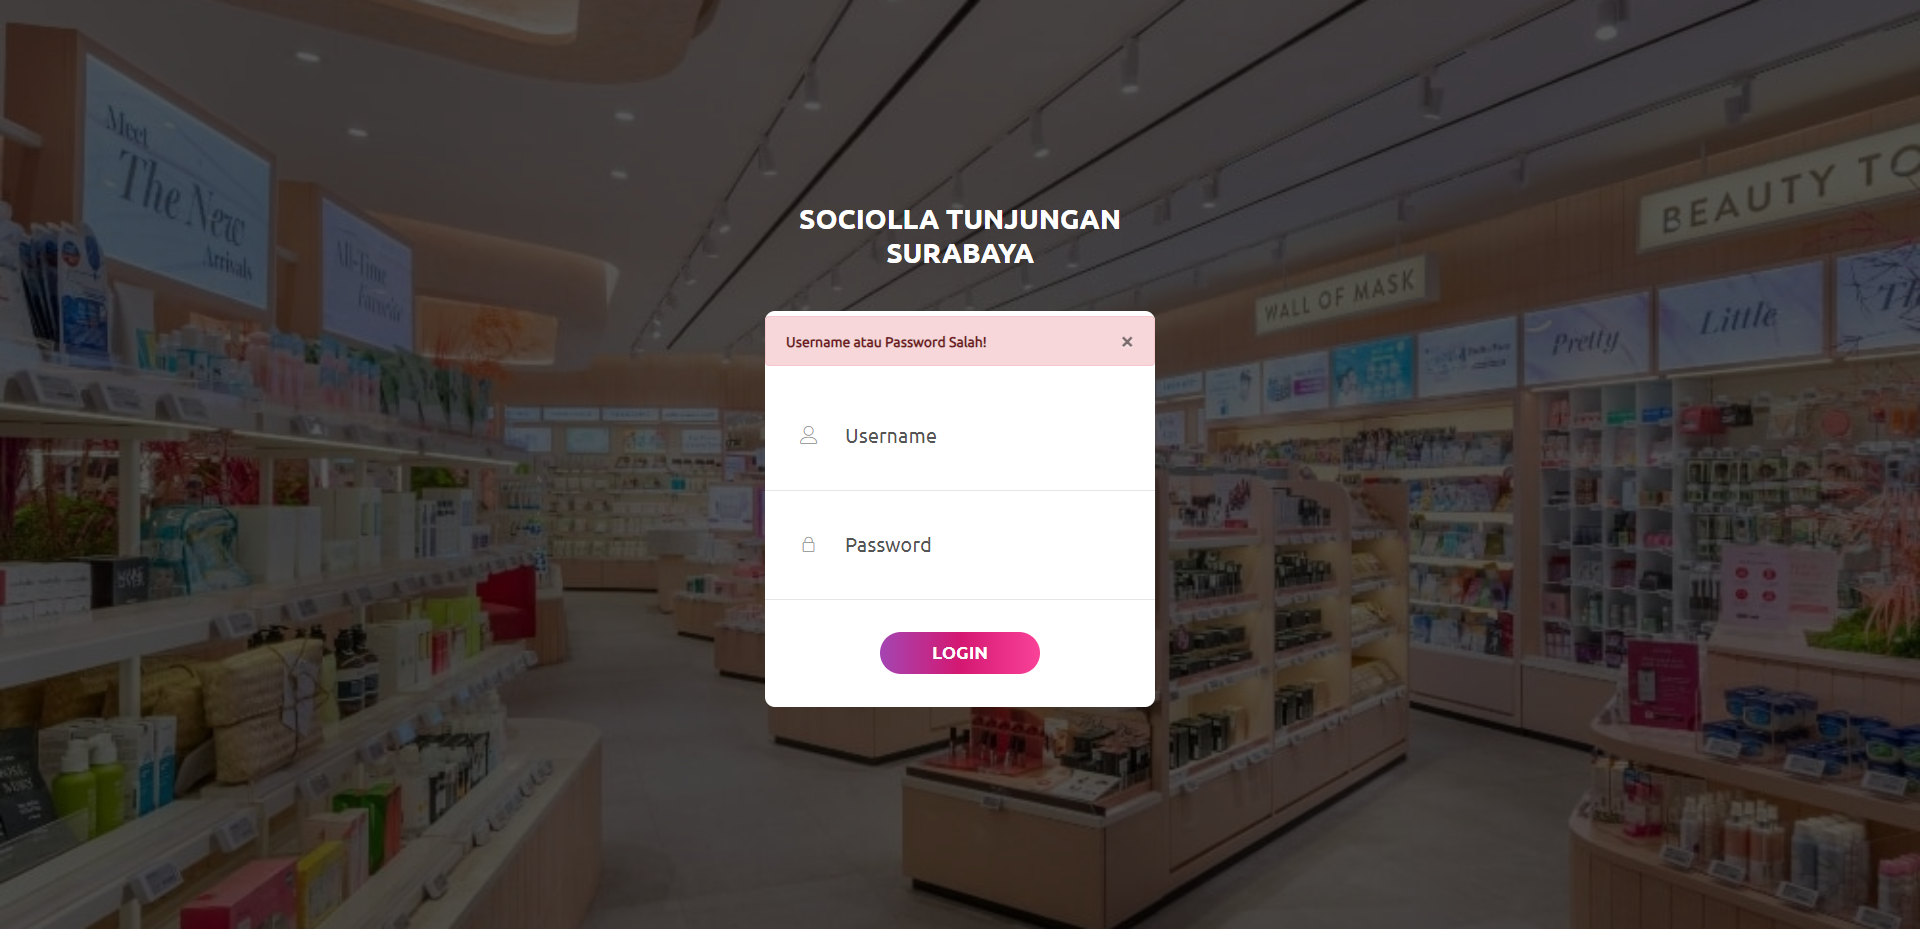 Meet
The New
Arrivals
All-Time
Favorite
SOCIOLLA TUNJUNGAN
SURABAYA
BEAUTY TO
WALL OF MASK
Pretty
Little
Username atau Password Salah!
×
Username
Password
LOGIN